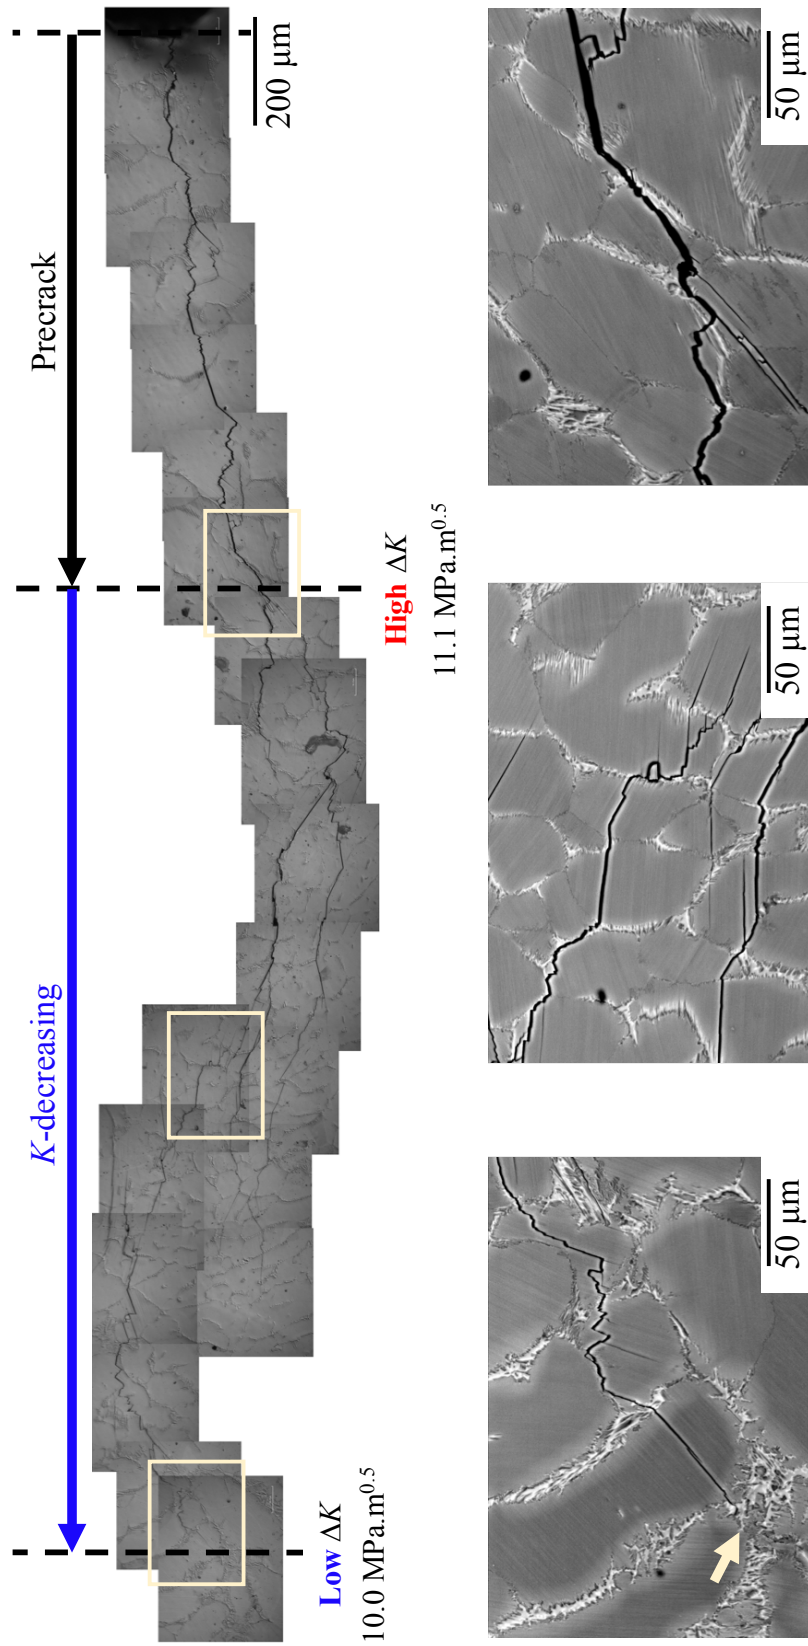 Precrack
K-decreasing
200 μm
High ΔK
11.1 MPa.m^0.5
Low ΔK
10.0 MPa.m^0.5
50 μm
50 μm
50 μm